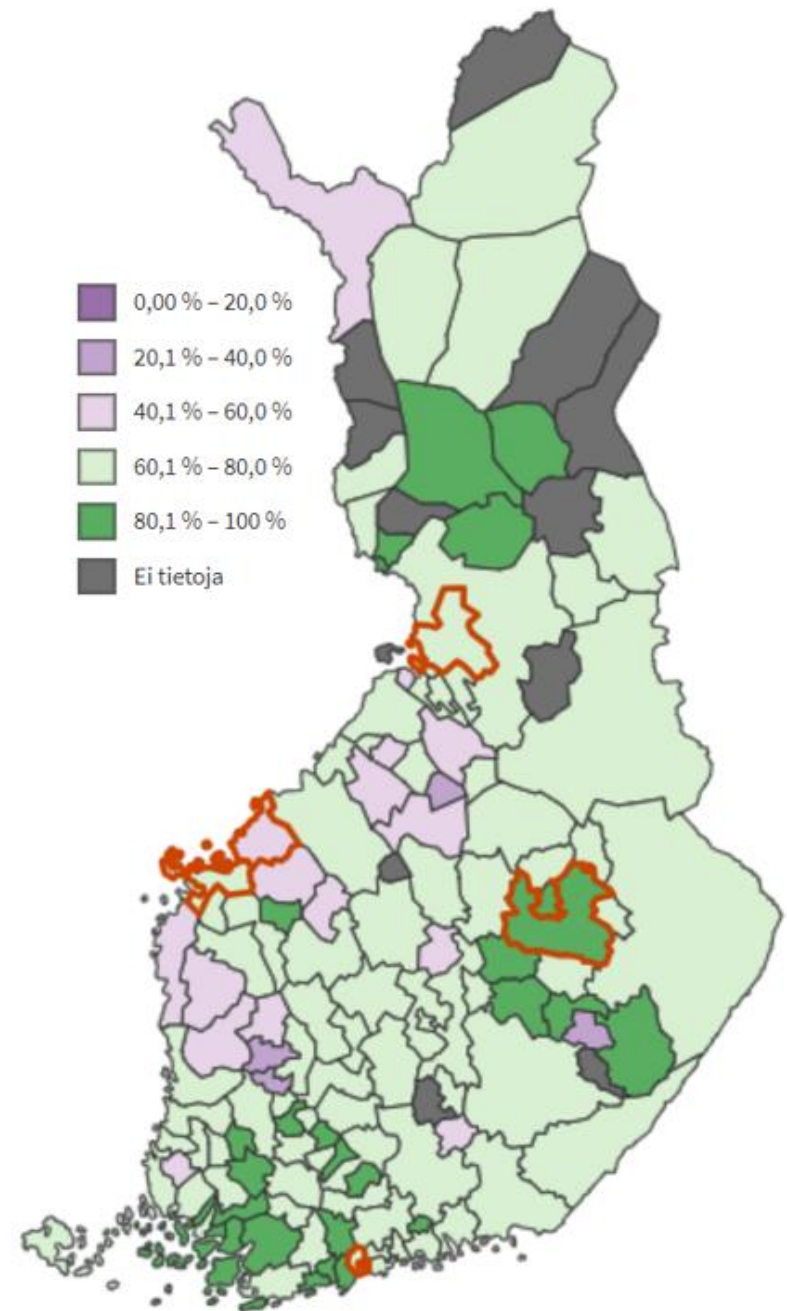 0,00 % – 20,0 %
20,1 % – 40,0 %
40,1 % – 60,0 %
60,1 % – 80,0 %
80,1 % – 100 %
Ei tietoja